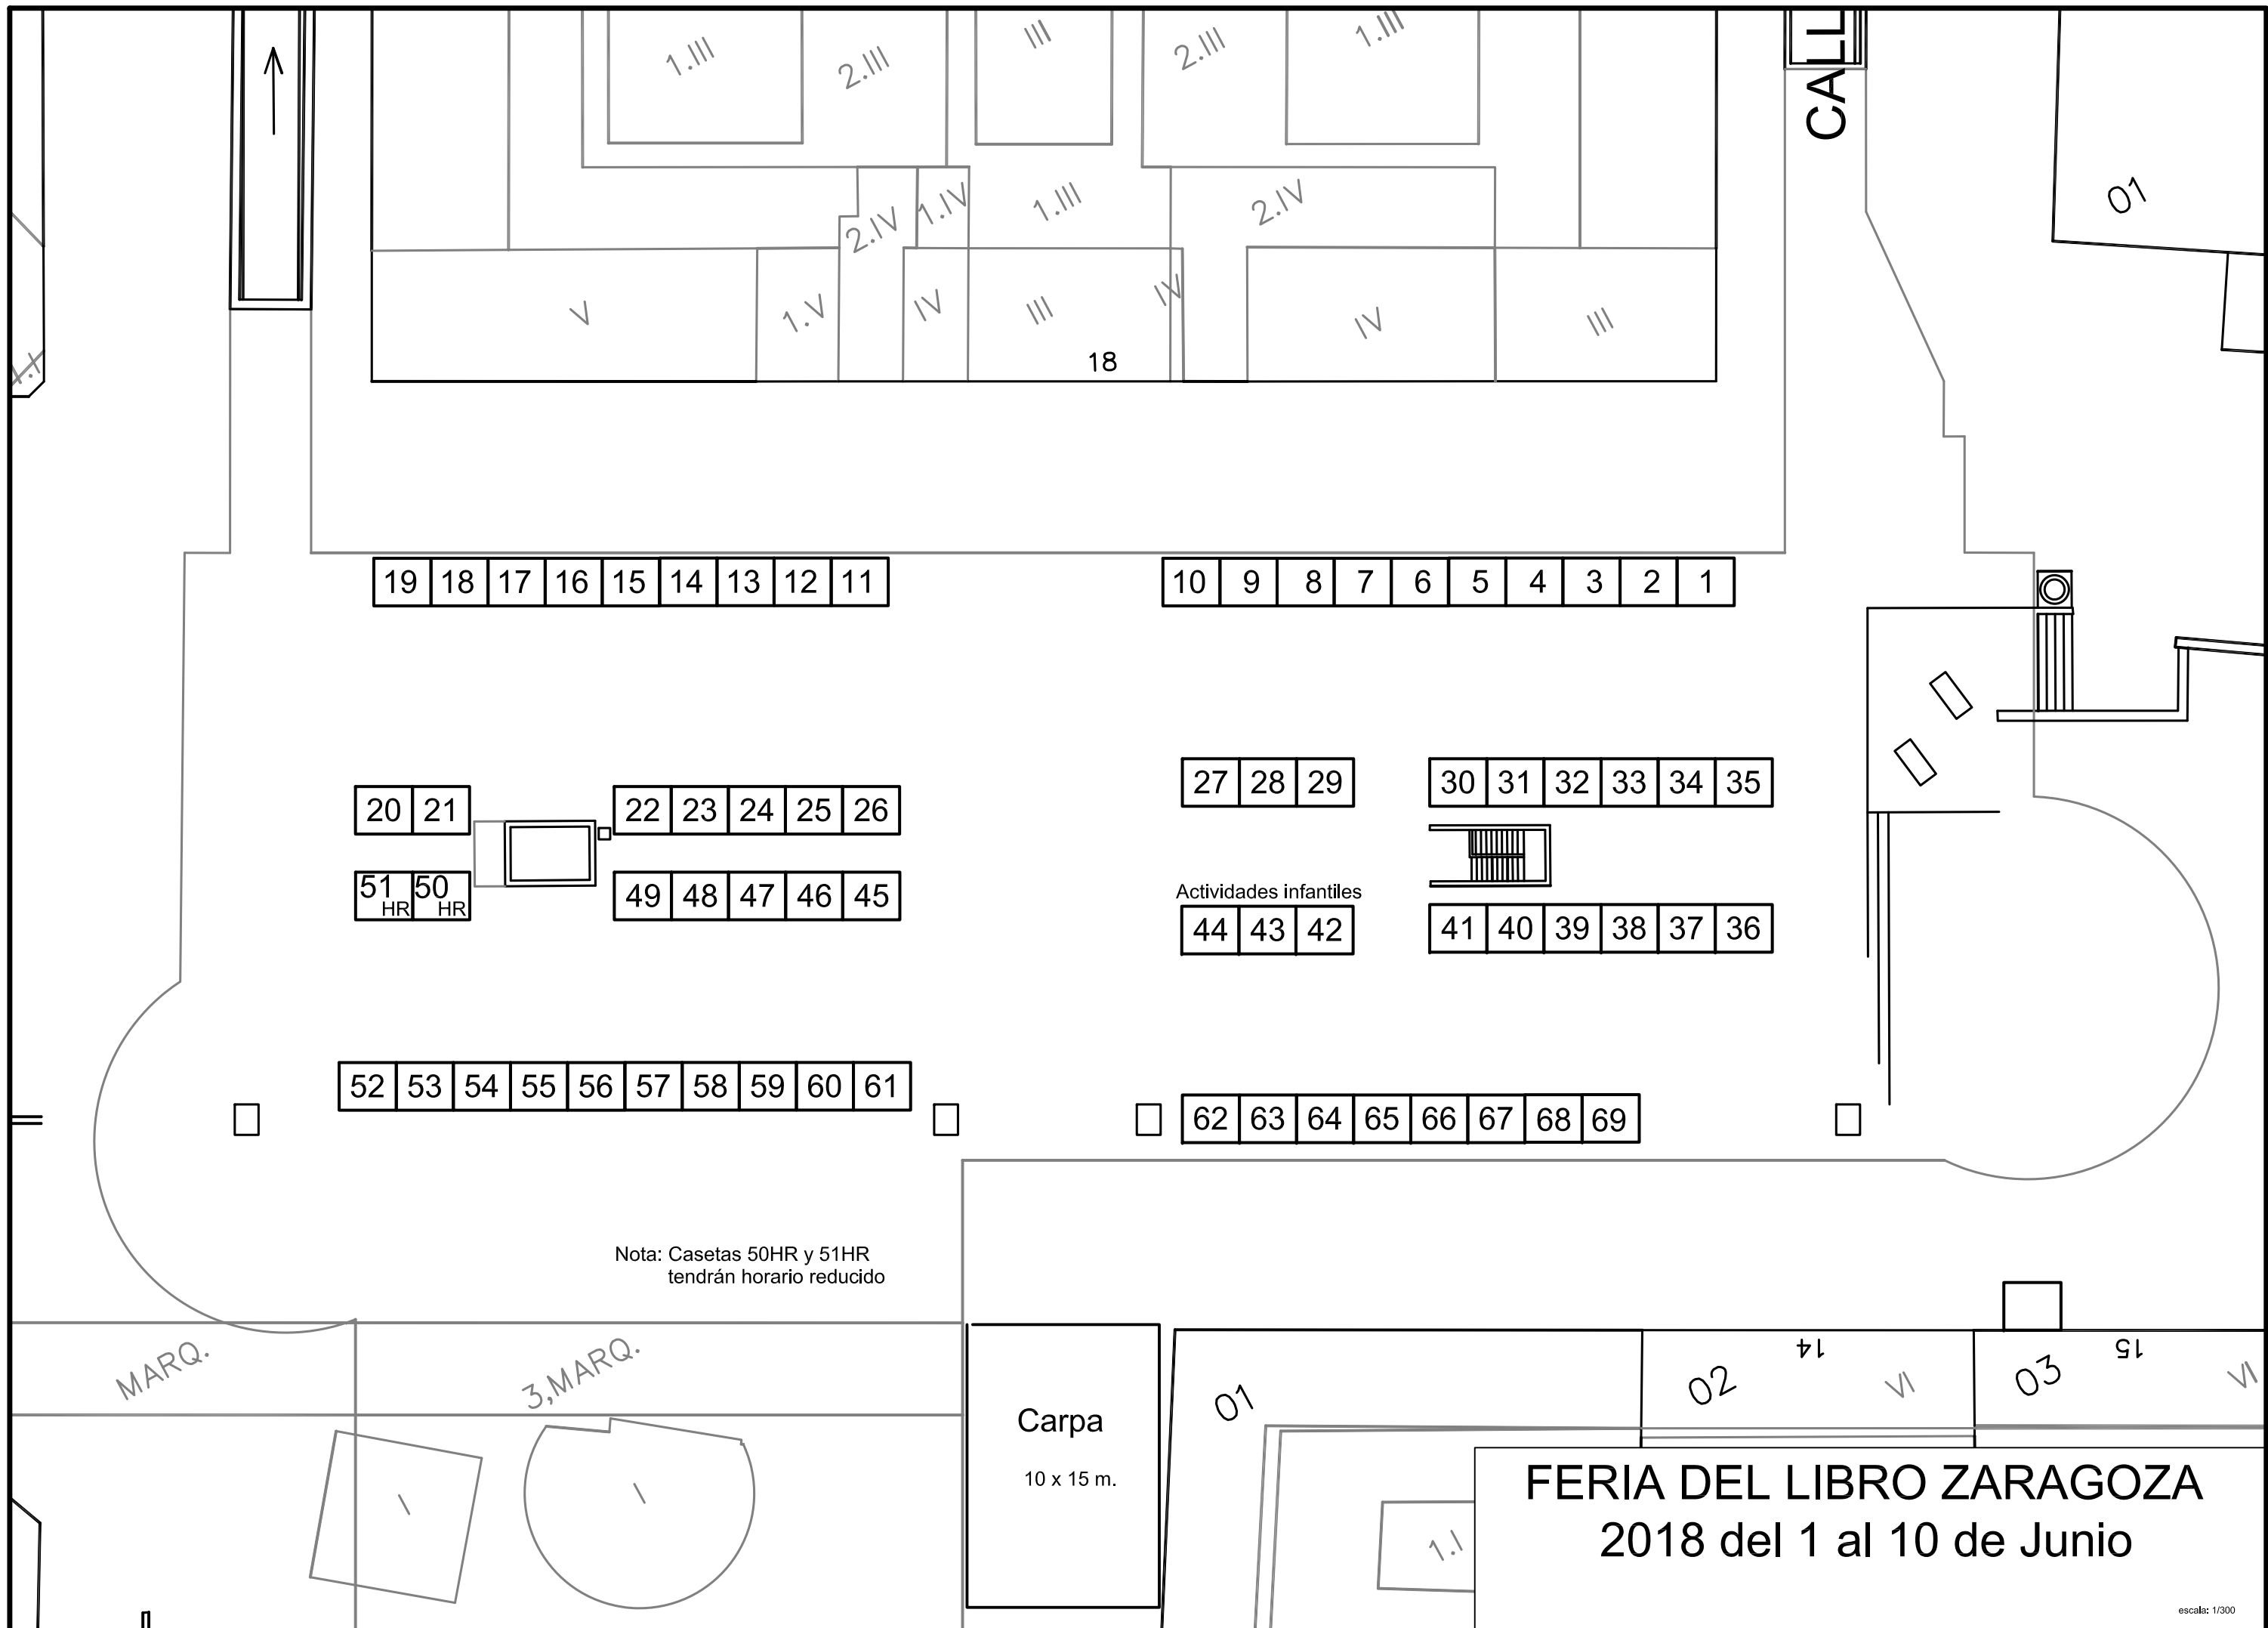 1.III
2.III
III
2.III
1.III
CALL
01
2.IV
1.IV
1.III
2.IV
V
1.V
IV
III
IV
IV
III
18
19 18 17 16 15 14 13 12 11
10 9 8 7 6 5 4 3 2 1
27 28 29
30 31 32 33 34 35
20 21
22 23 24 25 26
51 HR 50 HR
49 48 47 46 45
Actividades infantiles
44 43 42
41 40 39 38 37 36
52 53 54 55 56 57 58 59 60 61
62 63 64 65 66 67 68 69
Nota: Casetas 50HR y 51HR
tendrán horario reducido
MARQ.
3,MARQ.
Carpa
10 x 15 m.
01
02
14
VI
03
15
VI
I
I
1.I
FERIA DEL LIBRO ZARAGOZA
2018 del 1 al 10 de Junio
escala: 1/300